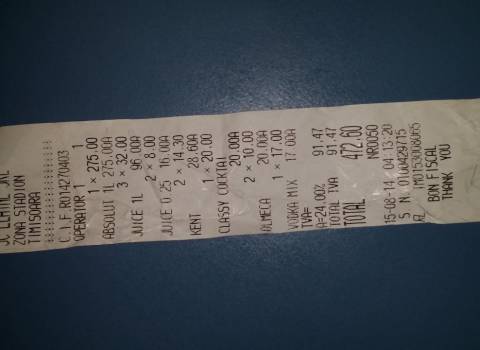 ZONA STADION
TIMISOARA
C.I.F.RO14270403
OPERATOR 1 1
1 x 275.00
ABSOLUT 1L 275.00A
3 x 32.00
JUICE 1L 96.00A
2 x 8.00
JUICE 0.25 16.00A
2 x 14.30
KENT 28.60A
1 x 20.00
CLASSY COCKTAIL 20.00A
2 x 10.00
OLMECA 20.00A
1 x 17.00
VODKA MIX 17.00A
TVA=
A=24.00% 91.47
TOTAL TVA 91.47
TOTAL 472.60
NR0050
15-08-14 04:13:20
S N.
BON FISCAL
THANK YOU